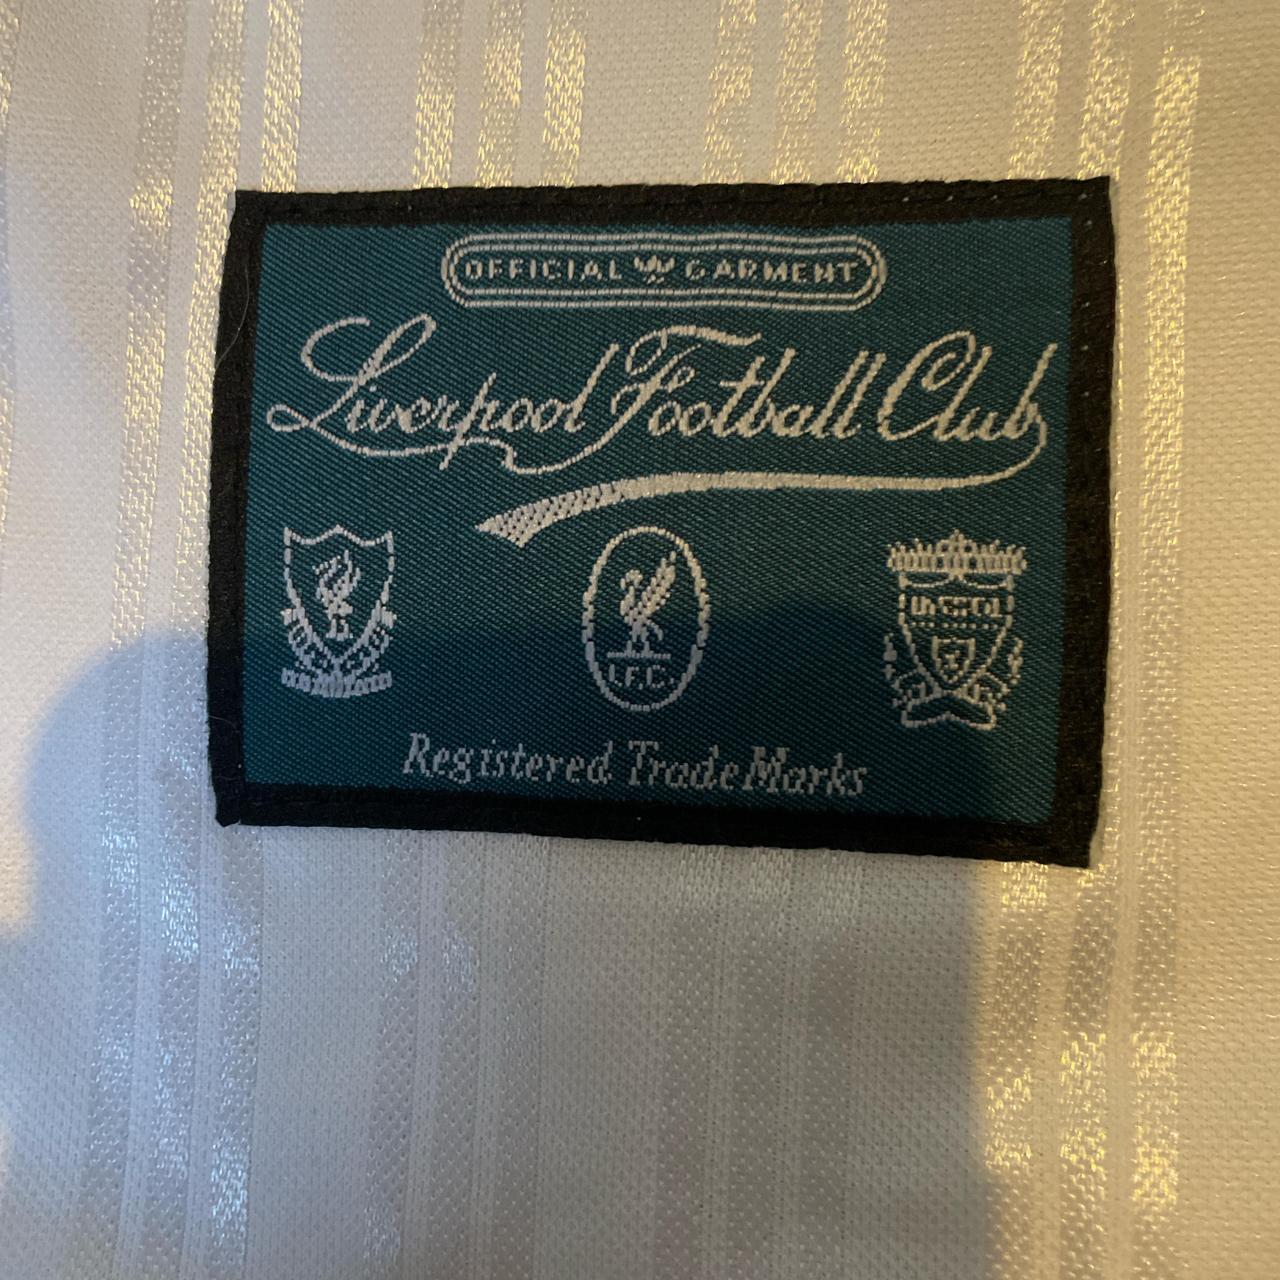 OFFICIAL GARMENT
Liverpool Football Club
L.F.C.
Registered Trade Marks